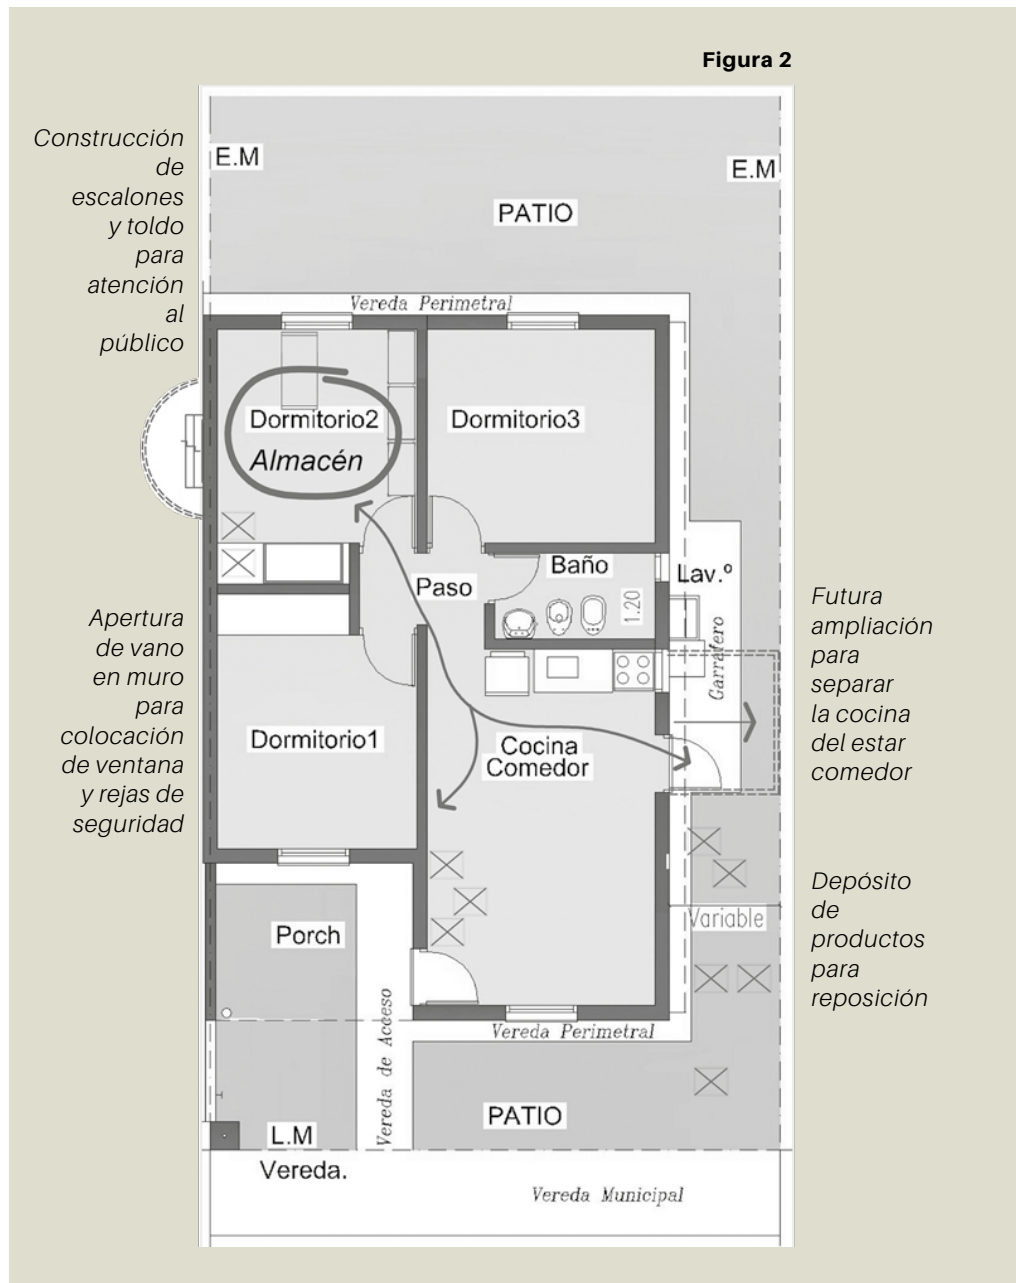 Figura 2
Construcción
de
escalones
y toldo
para
atención
al
público
E.M
E.M
PATIO
Vereda Perimetral
Dormitorio2
Almacén
Dormitorio3
Baño
Lav.º
Paso
1.20
Garrafero
Apertura
de vano
en muro
para
colocación
de ventana
y rejas de
seguridad
Futura
ampliación
para
separar
la cocina
del estar
comedor
Dormitorio1
Cocina
Comedor
Depósito
de
productos
para
reposición
Variable
Porch
Vereda de Acceso
Vereda Perimetral
PATIO
L.M
Vereda.
Vereda Municipal